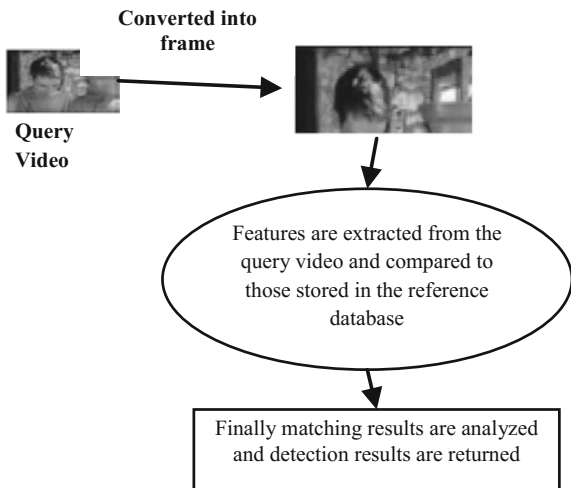 Converted into
frame
Query
Video
Features are extracted from the
query video and compared to
those stored in the reference
database
Finally matching results are analyzed
and detection results are returned